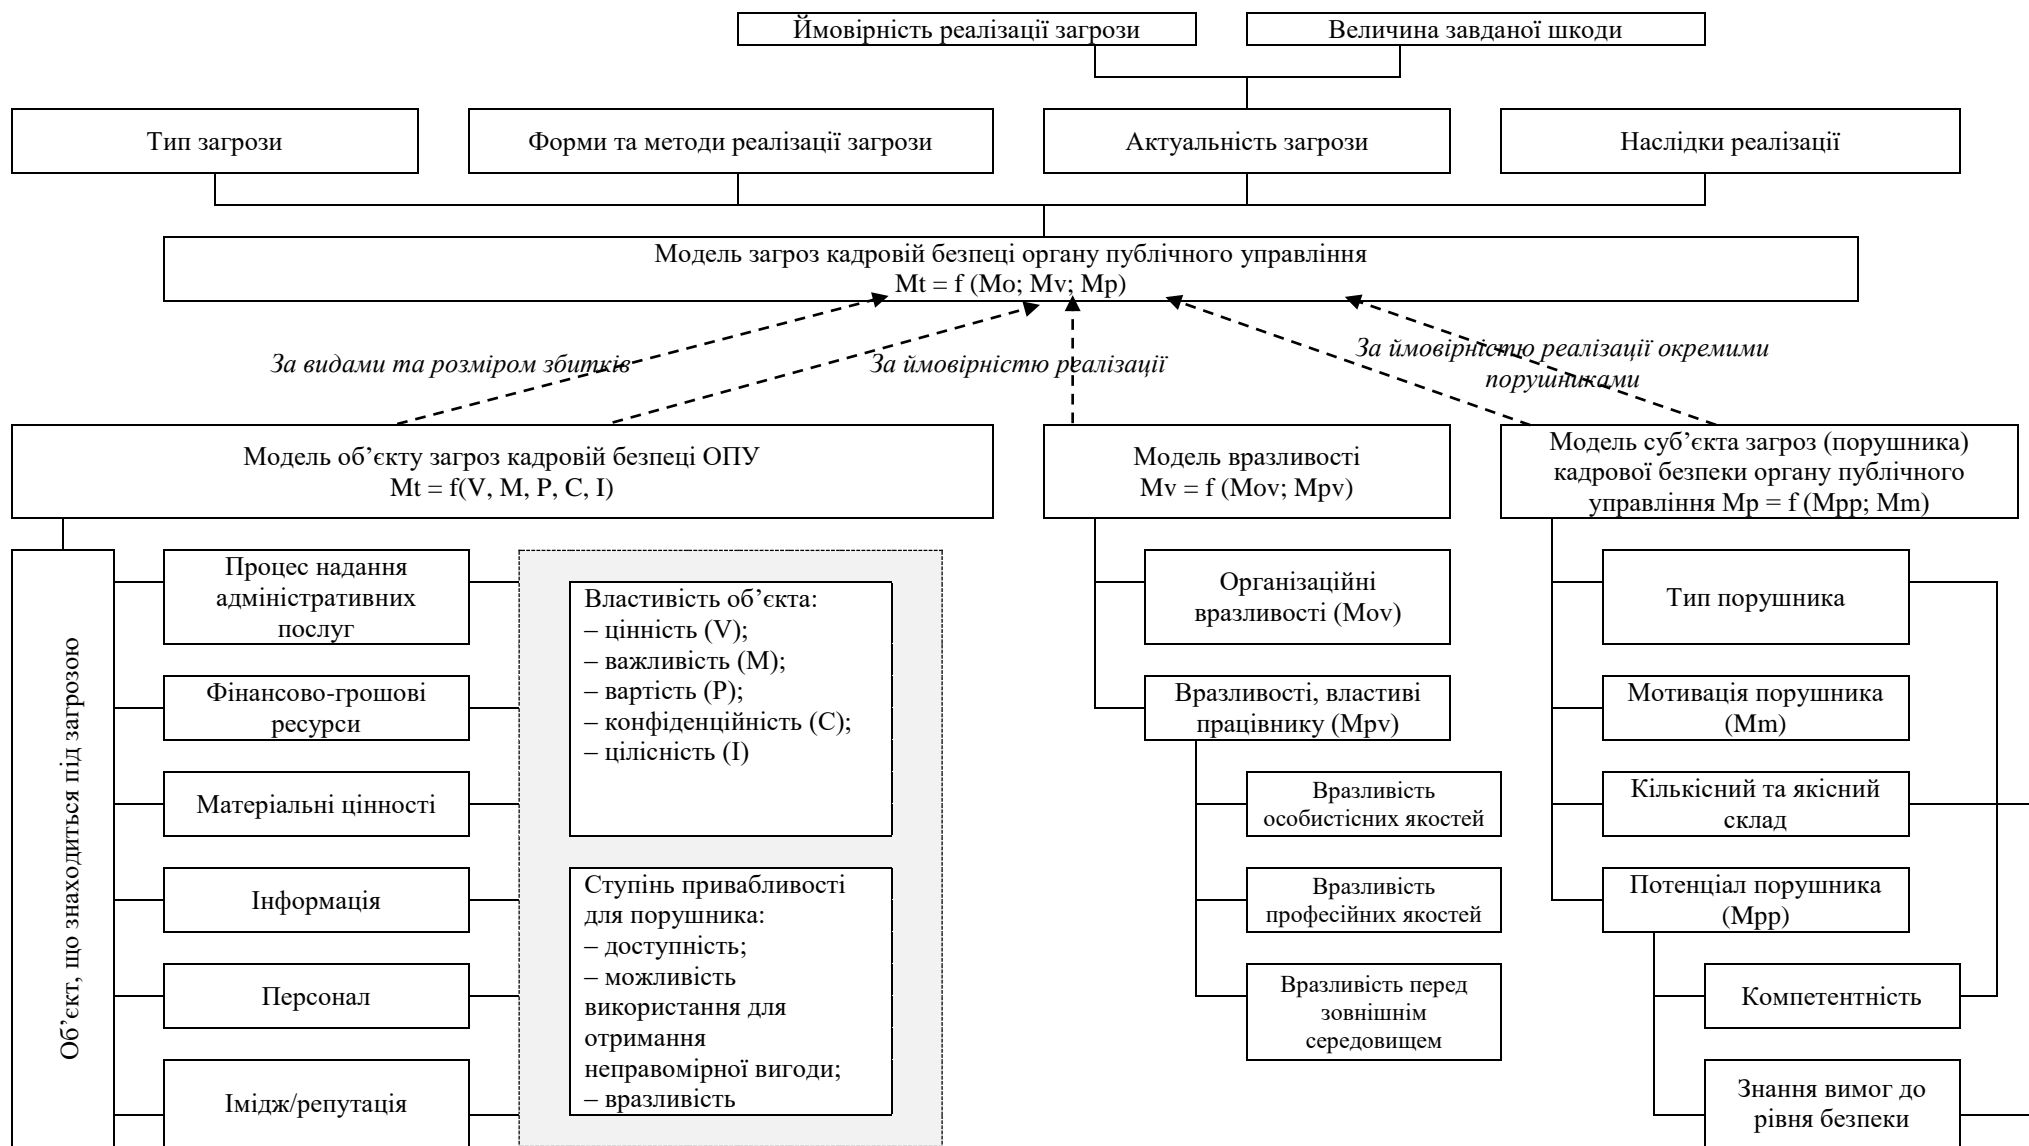 Ймовірність реалізації загрози
Величина завданої шкоди
Тип загрози
Форми та методи реалізації загрози
Актуальність загрози
Наслідки реалізації
Модель загроз кадровій безпеці органу публічного управління
Mt = f (Mo; Mv; Mp)
За видами та розміром збитків
За ймовірністю реалізації
За ймовірністю реалізації окремими
порушниками
Модель об’єкту загроз кадровій безпеці ОПУ
Mt = f(V, M, P, C, I)
Модель вразливості
Mv = f (Mov; Mpv)
Модель суб’єкта загроз (порушника)
кадрової безпеки органу публічного
управління Mp = f (Mpp; Mm)
Об’єкт, що знаходиться під загрозою
Процес надання
адміністративних
послуг
Фінансово-грошові
ресурси
Матеріальні цінності
Інформація
Персонал
Імідж/репутація
Властивість об’єкта:
– цінність (V);
– важливість (M);
– вартість (P);
– конфіденційність (C);
– цілісність (I)
Ступінь привабливості
для порушника:
– доступність;
– можливість
використання для
отримання
неправомірної вигоди;
– вразливість
Організаційні
вразливості (Mov)
Вразливості, властиві
працівнику (Mpv)
Вразливість
особистісних якостей
Вразливість
професійних якостей
Вразливість перед
зовнішнім
середовищем
Тип порушника
Мотивація порушника
(Mm)
Кількісний та якісний
склад
Потенціал порушника
(Mpp)
Компетентність
Знання вимог до
рівня безпеки